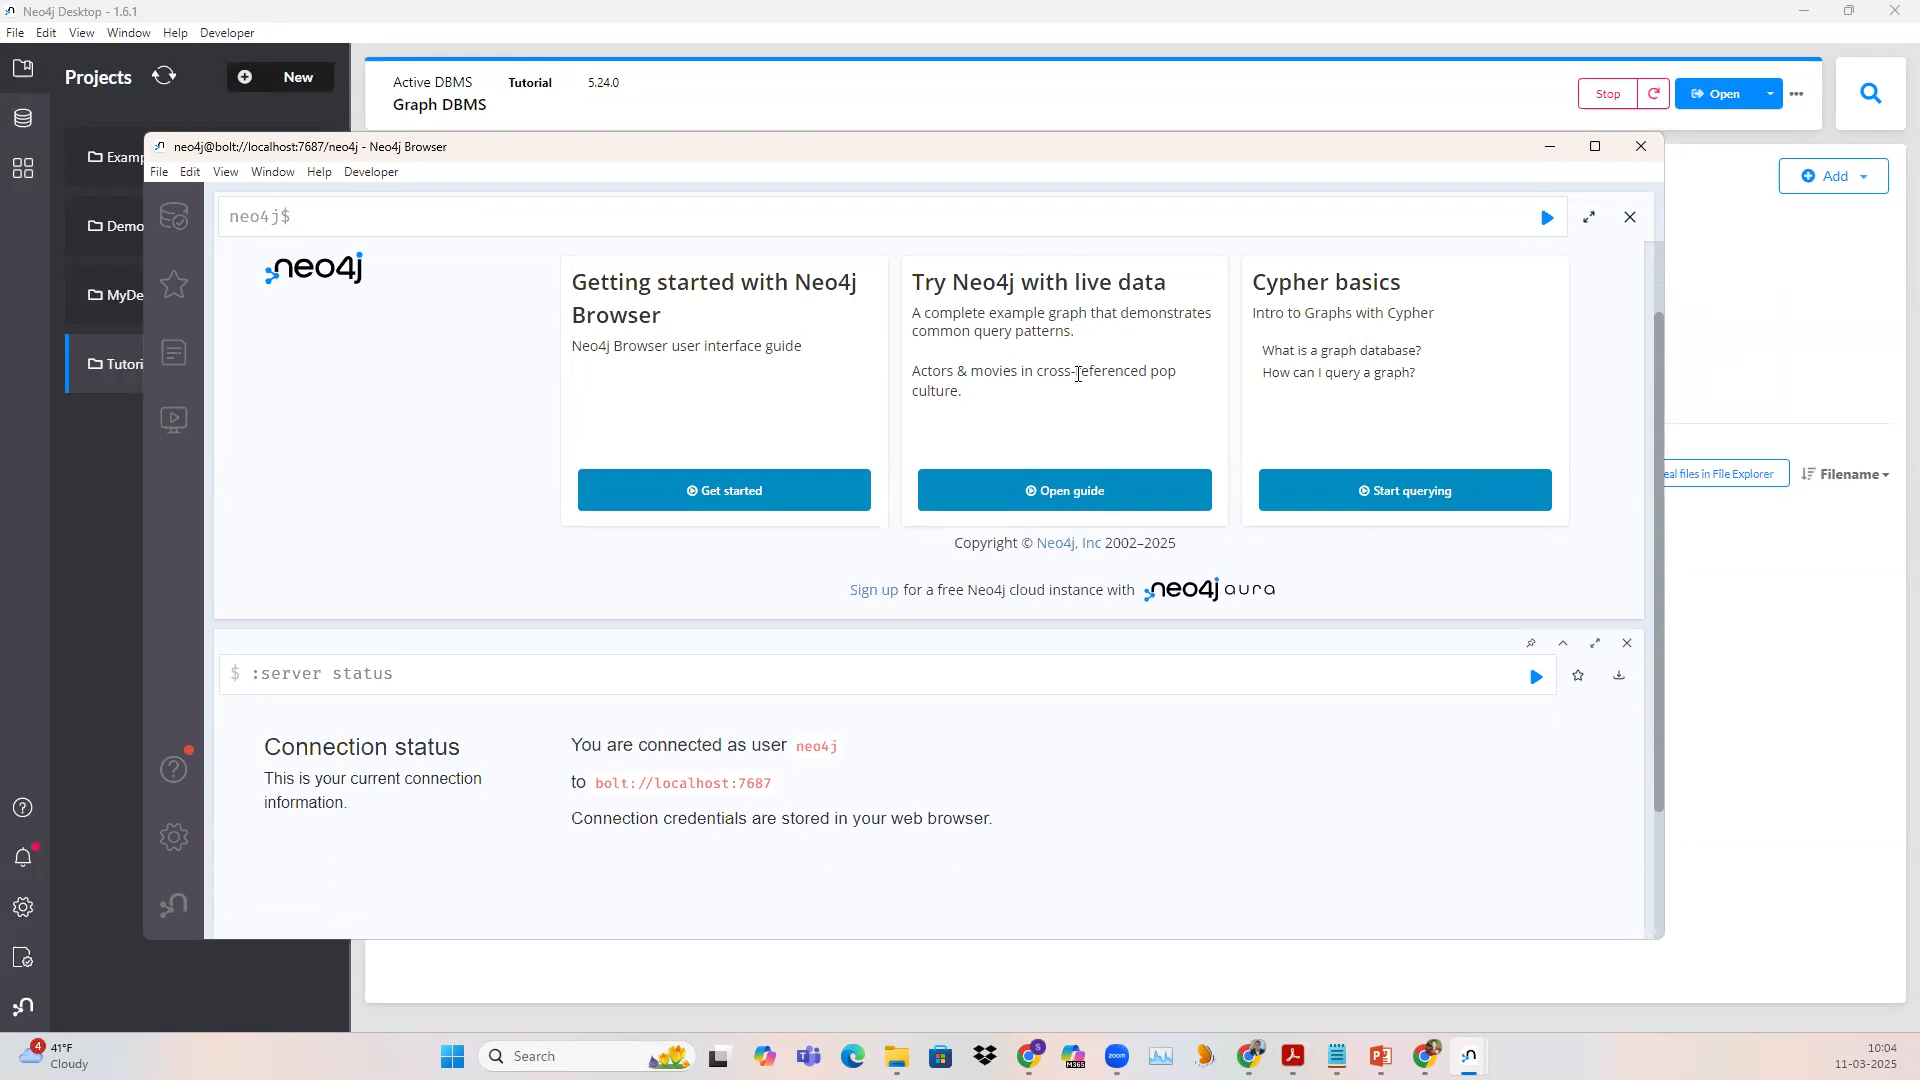 Neo4j Desktop - 1.6.1
File Edit View Window Help Developer
Projects
New
Active DBMS Tutorial 5.24.0
Graph DBMS
Stop
Open
Add
Examp
Demo
MyDe
Tutori
neo4j@bolt://localhost:7687/neo4j - Neo4j Browser
File Edit View Window Help Developer
neo4j$
neo4j
Getting started with Neo4j
Browser
Neo4j Browser user interface guide
Get started
Try Neo4j with live data
A complete example graph that demonstrates
common query patterns.
Actors & movies in cross-referenced pop
culture.
Open guide
Cypher basics
Intro to Graphs with Cypher
What is a graph database?
How can I query a graph?
Start querying
Copyright © Neo4j, Inc 2002–2025
Sign up for a free Neo4j cloud instance with neo4j aura
$ :server status
Connection status
This is your current connection
information.
You are connected as user neo4j
to bolt://localhost:7687
Connection credentials are stored in your web browser.
eal files in File Explorer
Filename
4
41°F
Cloudy
Search
M365
zoom
10:04
11-03-2025